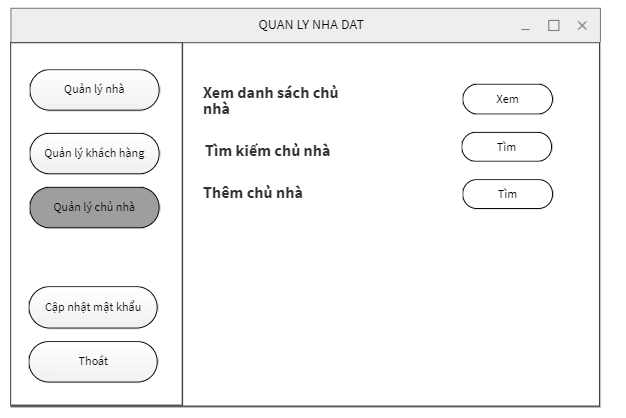 QUAN LY NHA DAT
Quản lý nhà
Quản lý khách hàng
Quản lý chủ nhà
Cập nhật mật khẩu
Thoát
Xem danh sách chủ
nhà
Xem
Tìm kiếm chủ nhà
Tìm
Thêm chủ nhà
Tìm